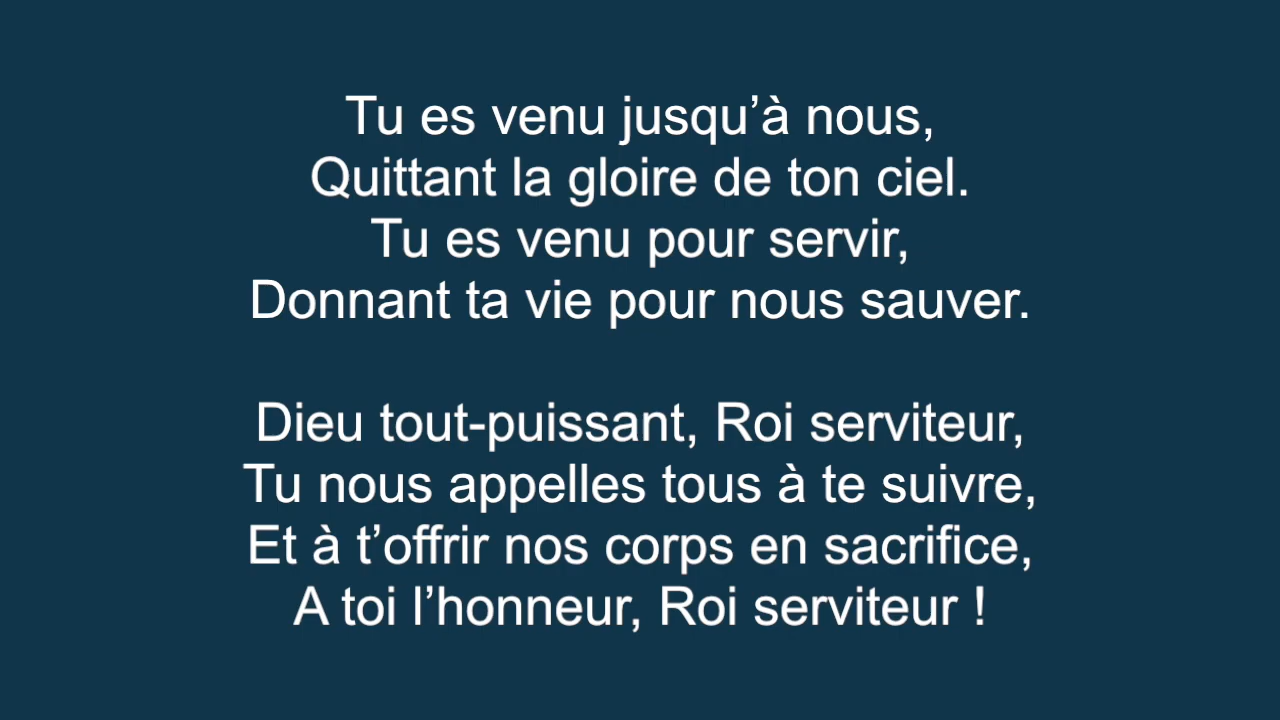 Tu es venu jusqu’à nous,
Quittant la gloire de ton ciel.
Tu es venu pour servir,
Donnant ta vie pour nous sauver.
Dieu tout-puissant, Roi serviteur,
Tu nous appelles tous à te suivre,
Et à t’offrir nos corps en sacrifice,
A toi l’honneur, Roi serviteur !